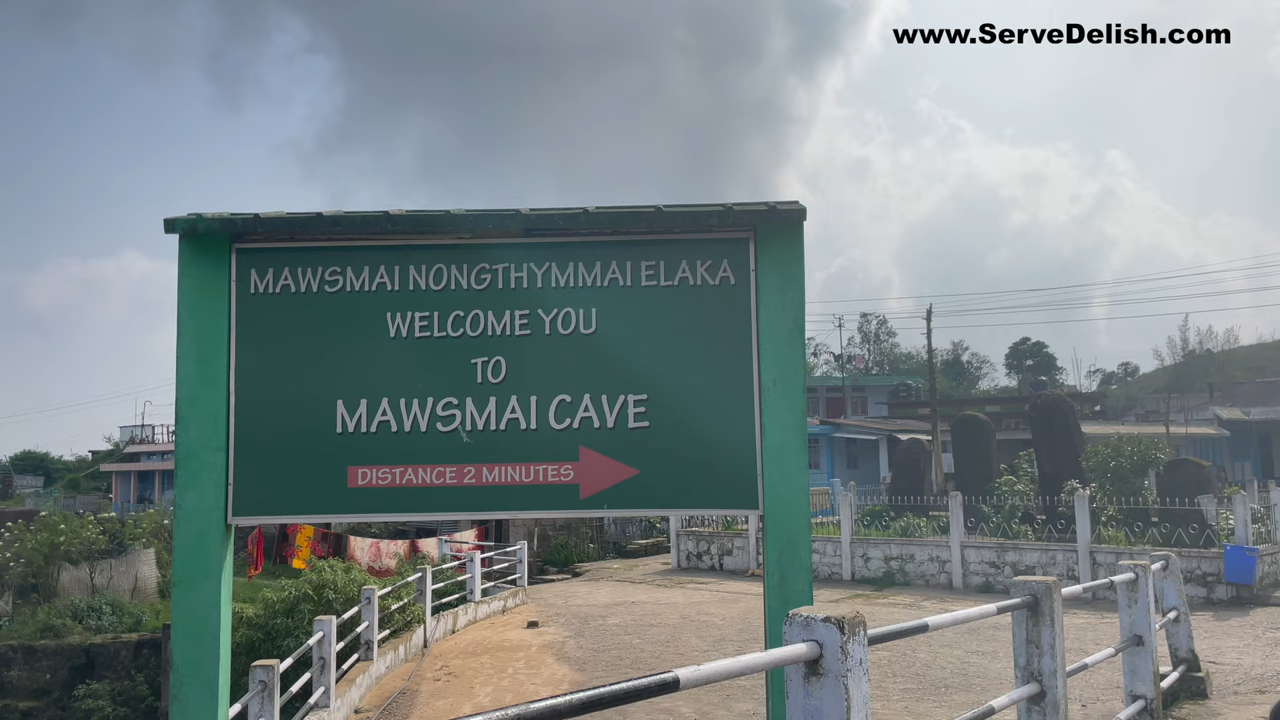 www.ServeDelish.com
MAWSMAI NONGTHYMMAI ELAKA
WELCOME YOU
TO
MAWSMAI CAVE
DISTANCE 2 MINUTES